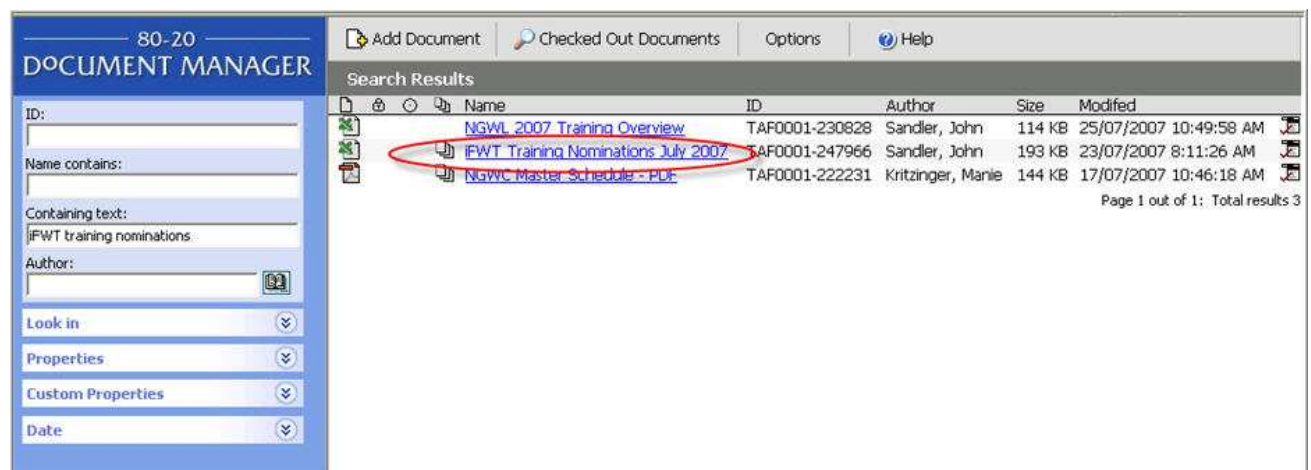 80-20
DOCUMENT MANAGER
ID:
Name contains:
Containing text:
iFWT training nominations
Author:
Look in
Properties
Custom Properties
Date
Add Document Checked Out Documents Options Help
Search Results
Name ID Author Size Modifed
NGWL 2007 Training Overview TAF0001-230828 Sandler, John 114 KB 25/07/2007 10:49:58 AM
iFWT Training Nominations July 2007 TAF0001-247966 Sandler, John 193 KB 23/07/2007 8:11:26 AM
NGWC Master Schedule - PDF TAF0001-222231 Kritzinger, Manie 144 KB 17/07/2007 10:46:18 AM
Page 1 out of 1: Total results 3